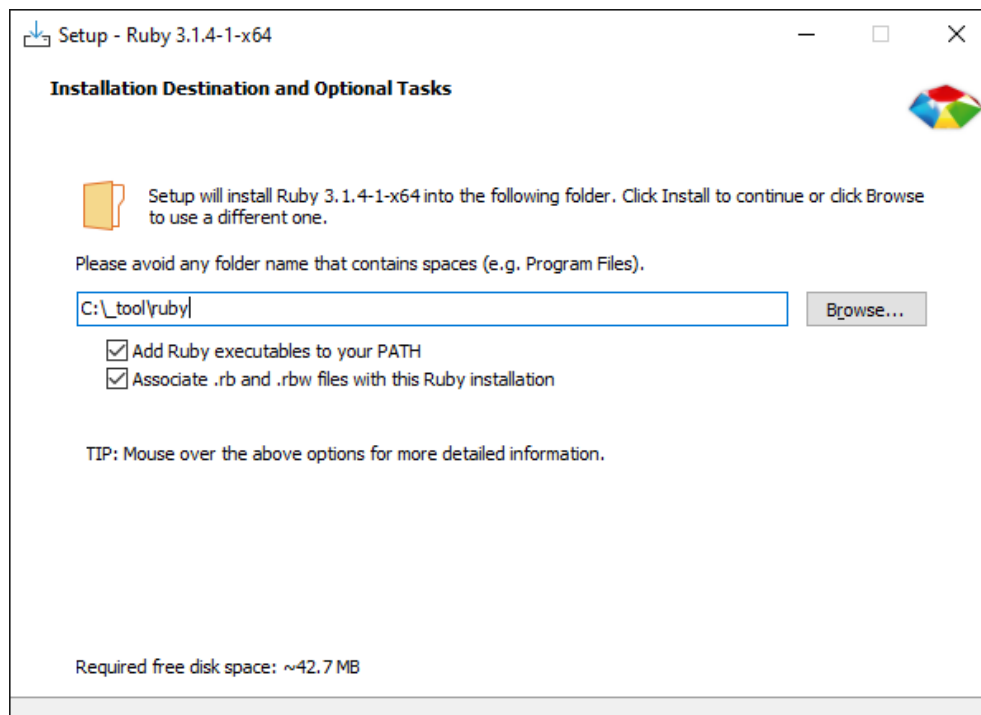 Setup - Ruby 3.1.4-1-x64
Installation Destination and Optional Tasks
Setup will install Ruby 3.1.4-1-x64 into the following folder. Click Install to continue or click Browse
to use a different one.
Please avoid any folder name that contains spaces (e.g. Program Files).
C:\_tool\ruby
Browse...
Add Ruby executables to your PATH
Associate .rb and .rbw files with this Ruby installation
TIP: Mouse over the above options for more detailed information.
Required free disk space: ~42.7 MB